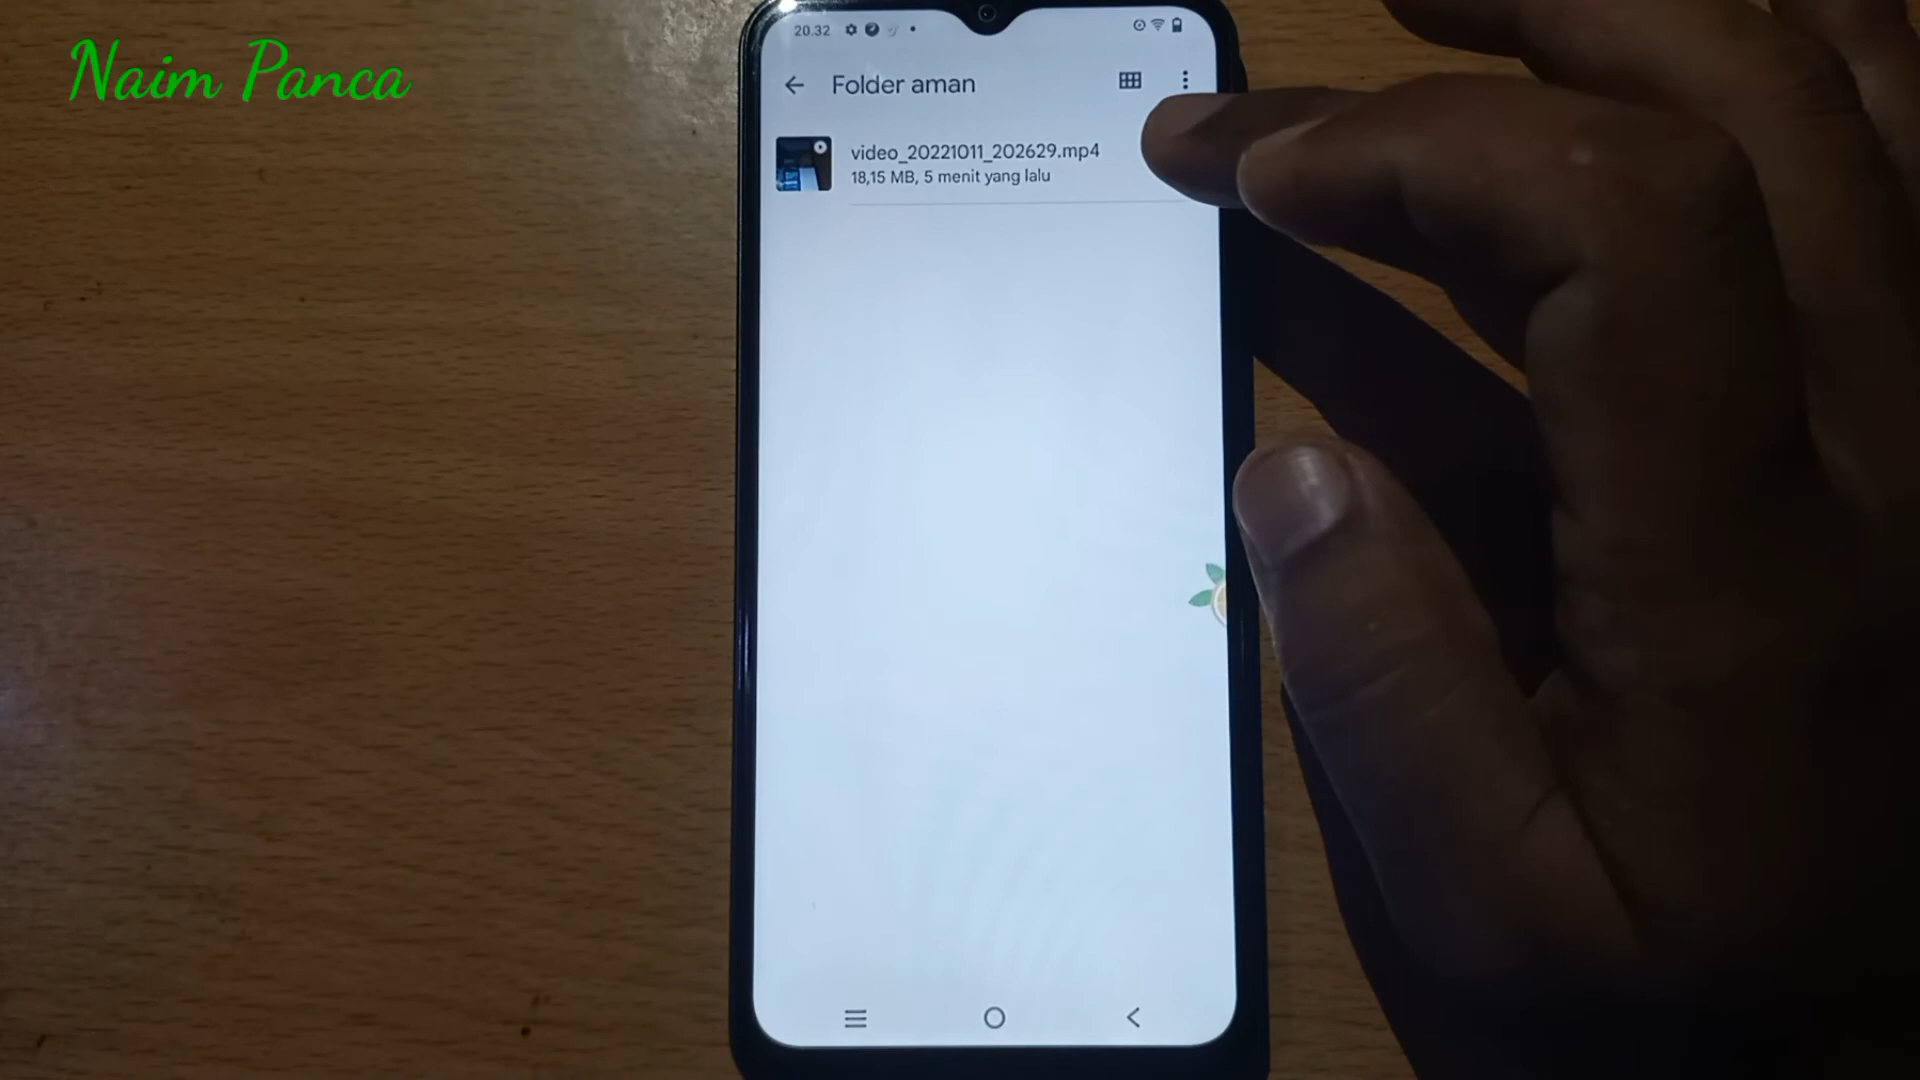 Naim Panca
20.32
Folder aman
video_20221011_202629.mp4
18,15 MB, 5 menit yang lalu